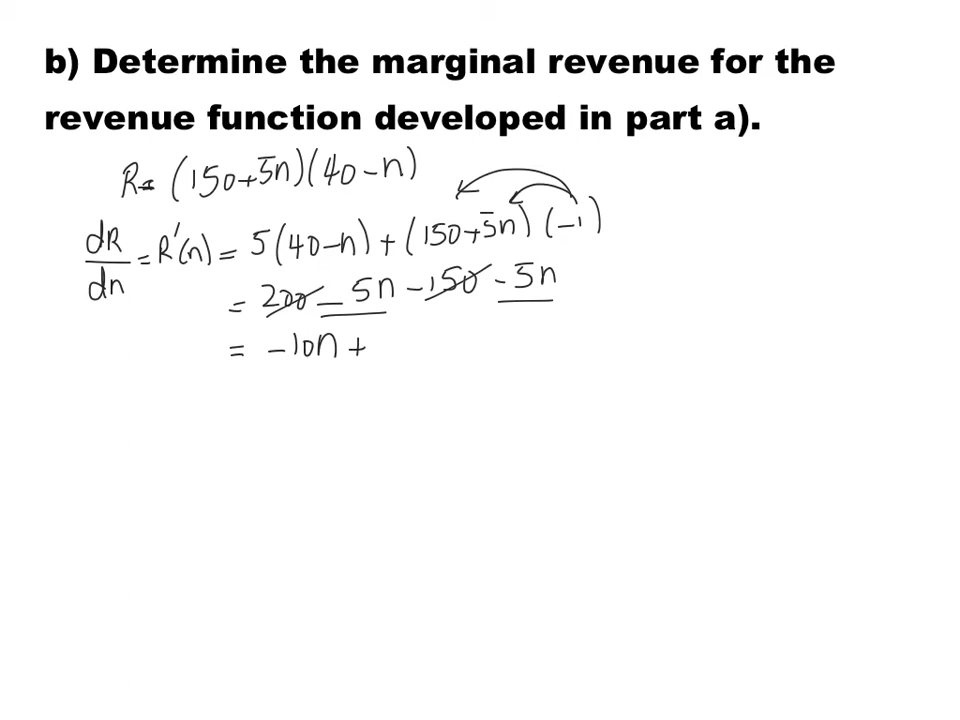 b) Determine the marginal revenue for the
revenue function developed in part a).
R= (150+5n)(40-n)
dR/dn = R'(n) = 5(40-n) + (150+5n)(-1)
= 200 - 5n - 150 - 5n
= -10n +